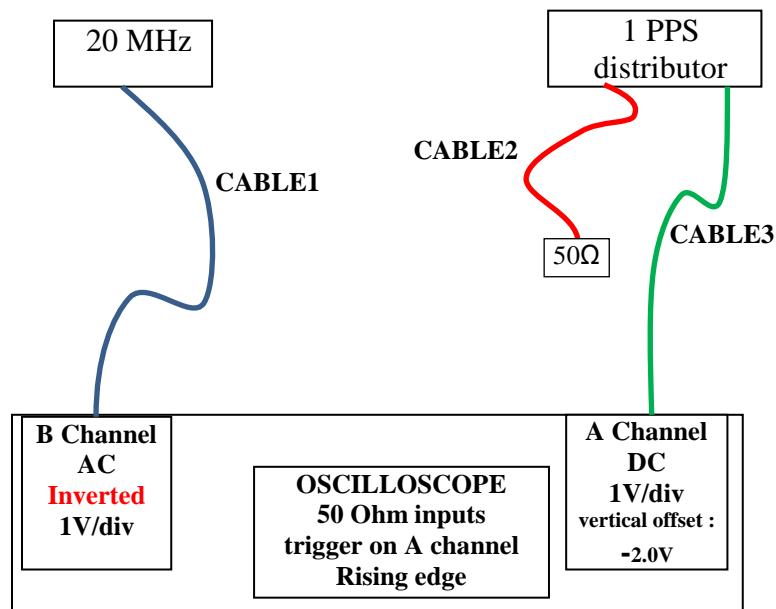 20 MHz
1 PPS
distributor
CABLE1
CABLE2
CABLE3
50Ω
B Channel
AC
Inverted
1V/div
OSCILLOSCOPE
50 Ohm inputs
trigger on A channel
Rising edge
A Channel
DC
1V/div
vertical offset :
-2.0V